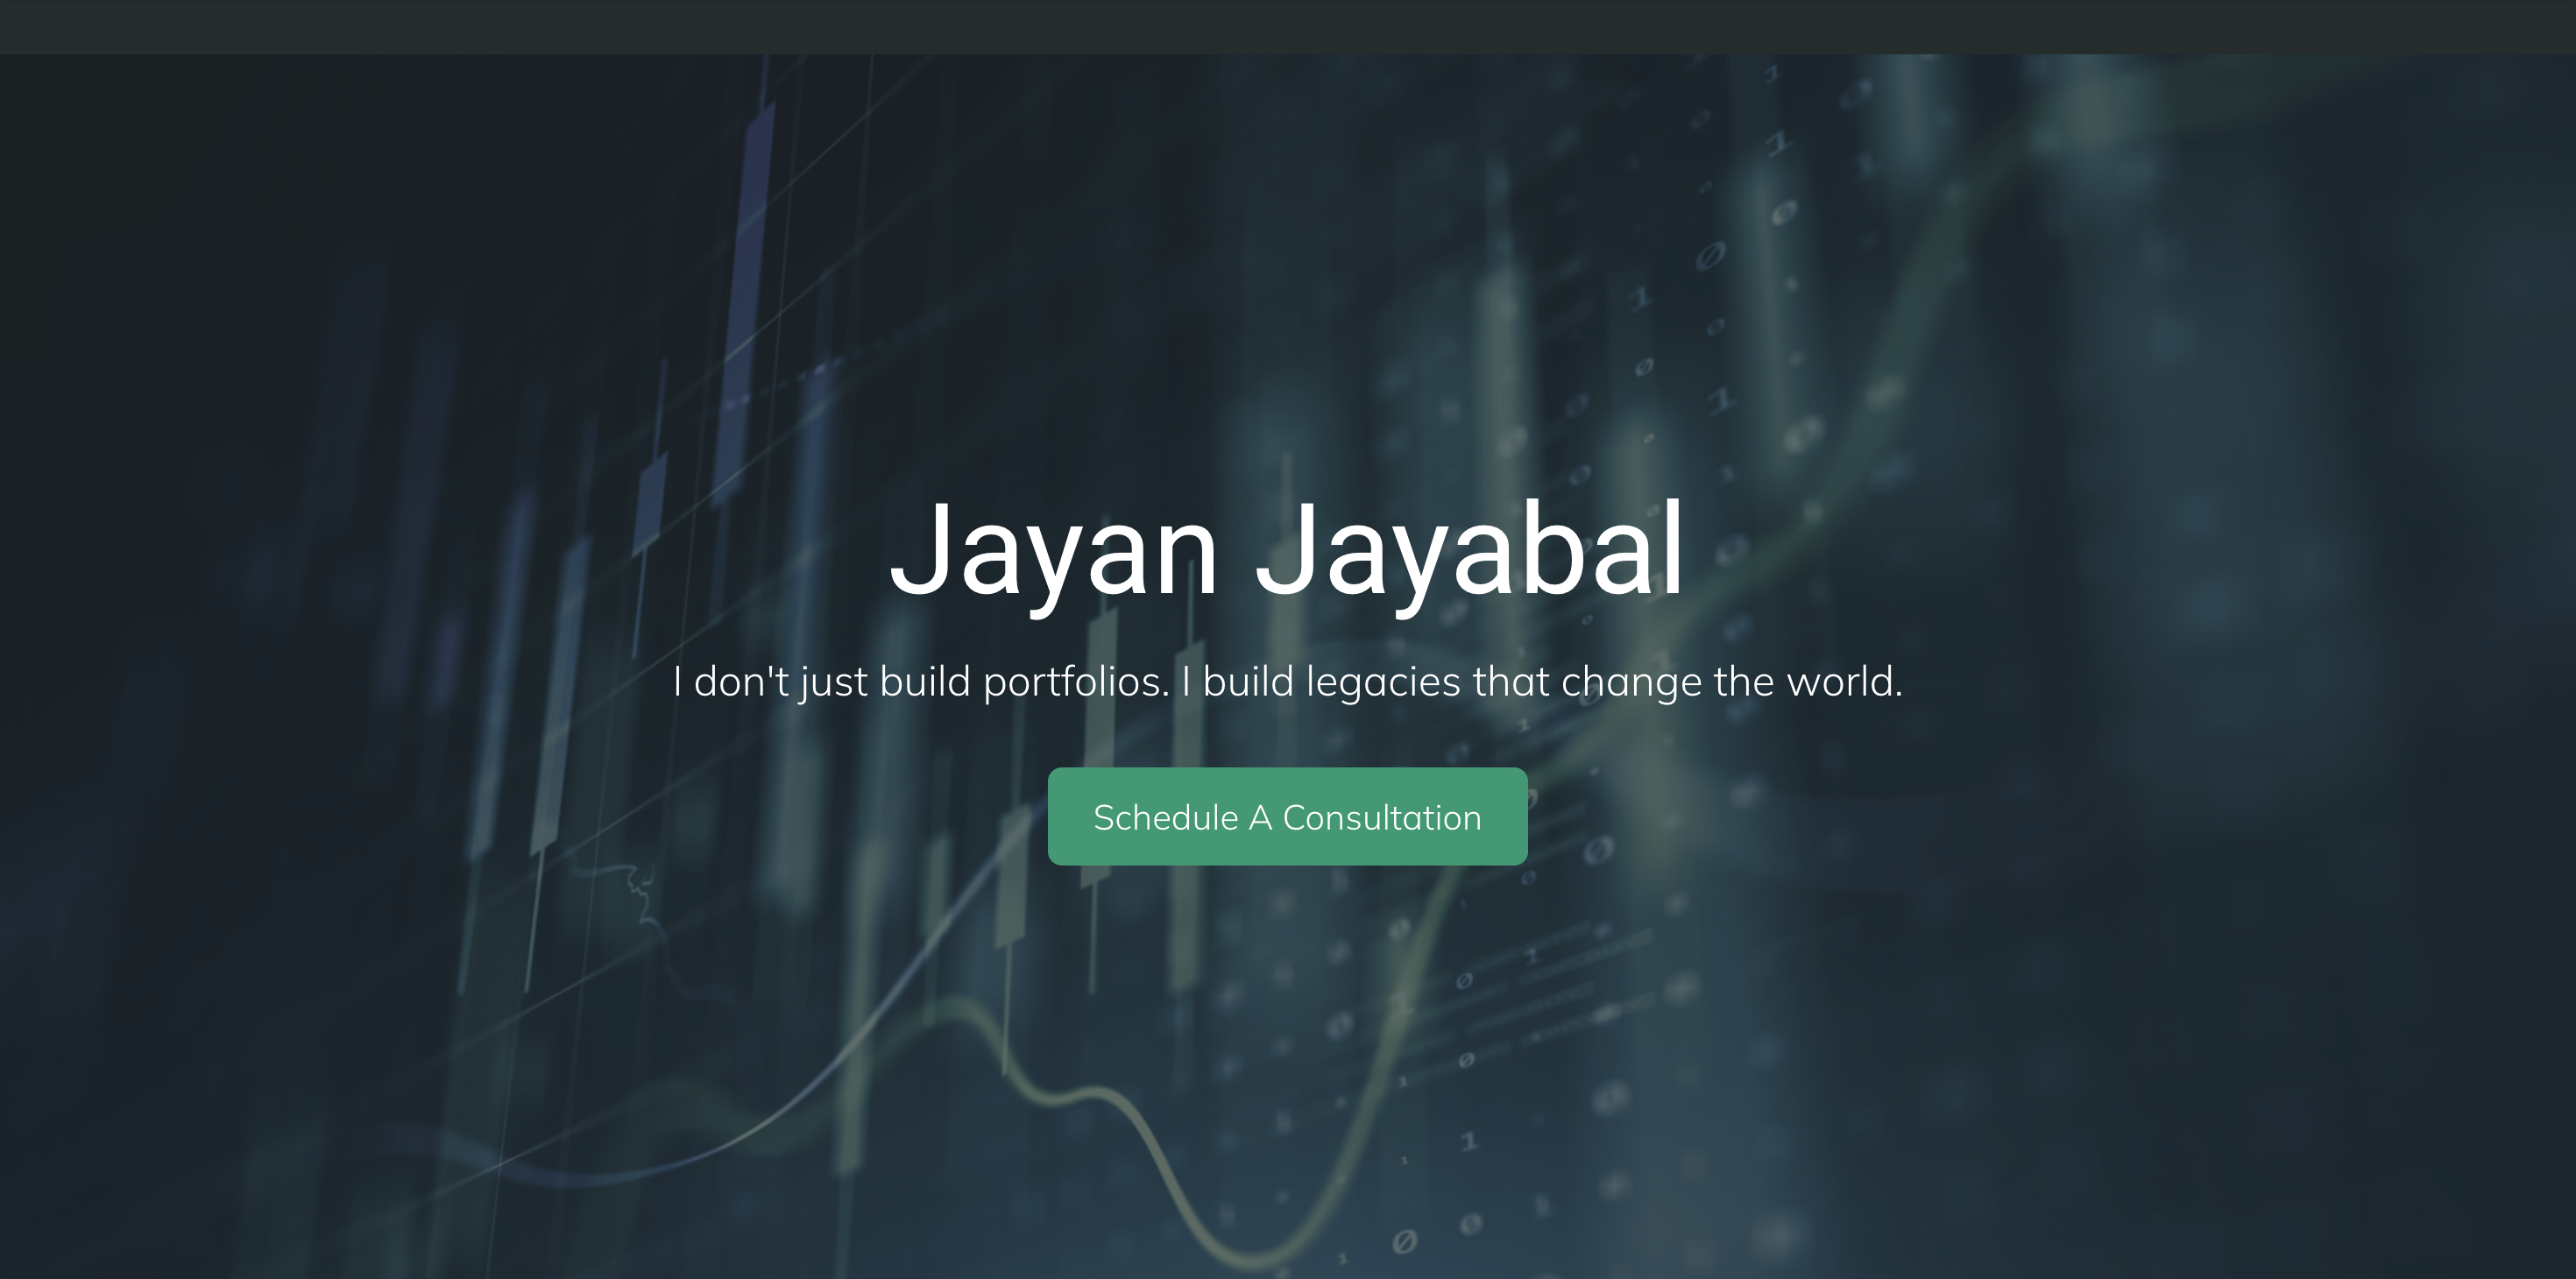 Jayan Jayabal
I don't just build portfolios. I build legacies that change the world.
Schedule A Consultation